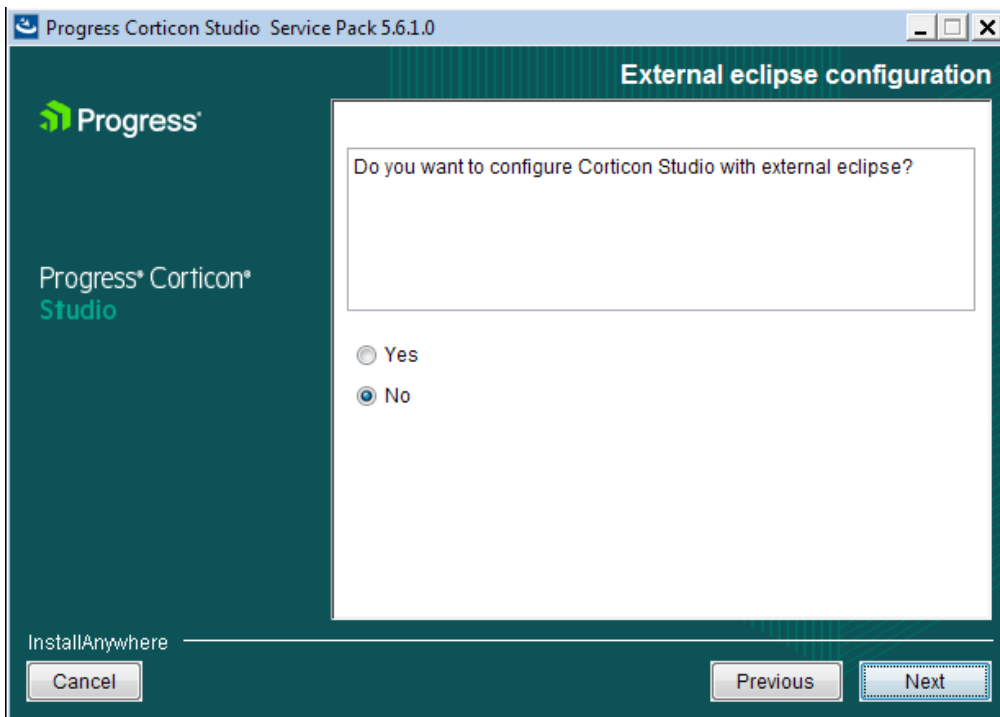 Progress Corticon Studio  Service Pack 5.6.1.0
External eclipse configuration
Progress®
Do you want to configure Corticon Studio with external eclipse?
Progress® Corticon®
Studio
Yes
No
InstallAnywhere
Cancel
Previous
Next